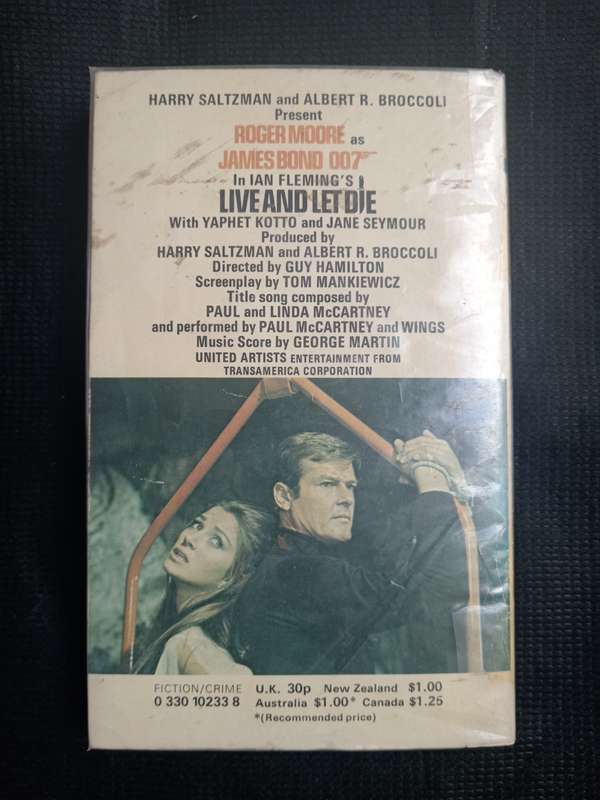 HARRY SALTZMAN and ALBERT R. BROCCOLI
Present
ROGER MOORE as
JAMES BOND 007
In IAN FLEMING'S
LIVE AND LET DIE
With YAPHET KOTTO and JANE SEYMOUR
Produced by
HARRY SALTZMAN and ALBERT R. BROCCOLI
Directed by GUY HAMILTON
Screenplay by TOM MANKIEWICZ
Title song composed by
PAUL and LINDA McCARTNEY
and performed by PAUL McCARTNEY and WINGS
Music Score by GEORGE MARTIN
UNITED ARTISTS ENTERTAINMENT FROM
TRANSAMERICA CORPORATION
FICTION/CRIME U.K. 30p New Zealand $1.00
0 330 10233 8 Australia $1.00* Canada $1.25
*(Recommended price)